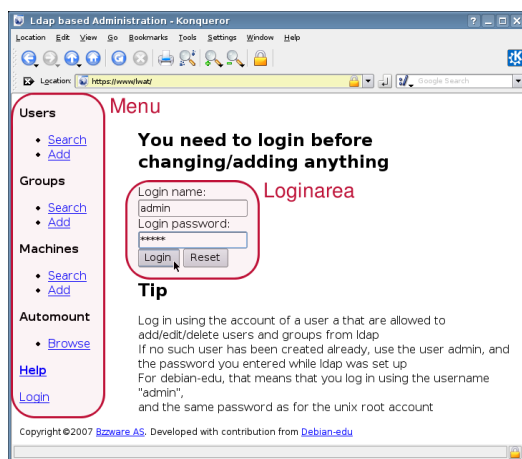 Ldap based Administration - Konqueror
Location Edit View Go Bookmarks Tools Settings Window Help
Location: https://www/lwat/ Google Search
Menu
Users
Search
Add
Groups
Search
Add
Machines
Search
Add
Automount
Browse
Help
Login
You need to login before
changing/adding anything
Loginarea
Login name:
admin
Login password:
*****
Login Reset
Tip
Log in using the account of a user a that are allowed to
add/edit/delete users and groups from ldap
If no such user has been created already, use the user admin, and
the password you entered while ldap was set up
For debian-edu, that means that you log in using the username
"admin",
and the same password as for the unix root account
Copyright ©2007 Bzzware AS. Developed with contribution from Debian-edu